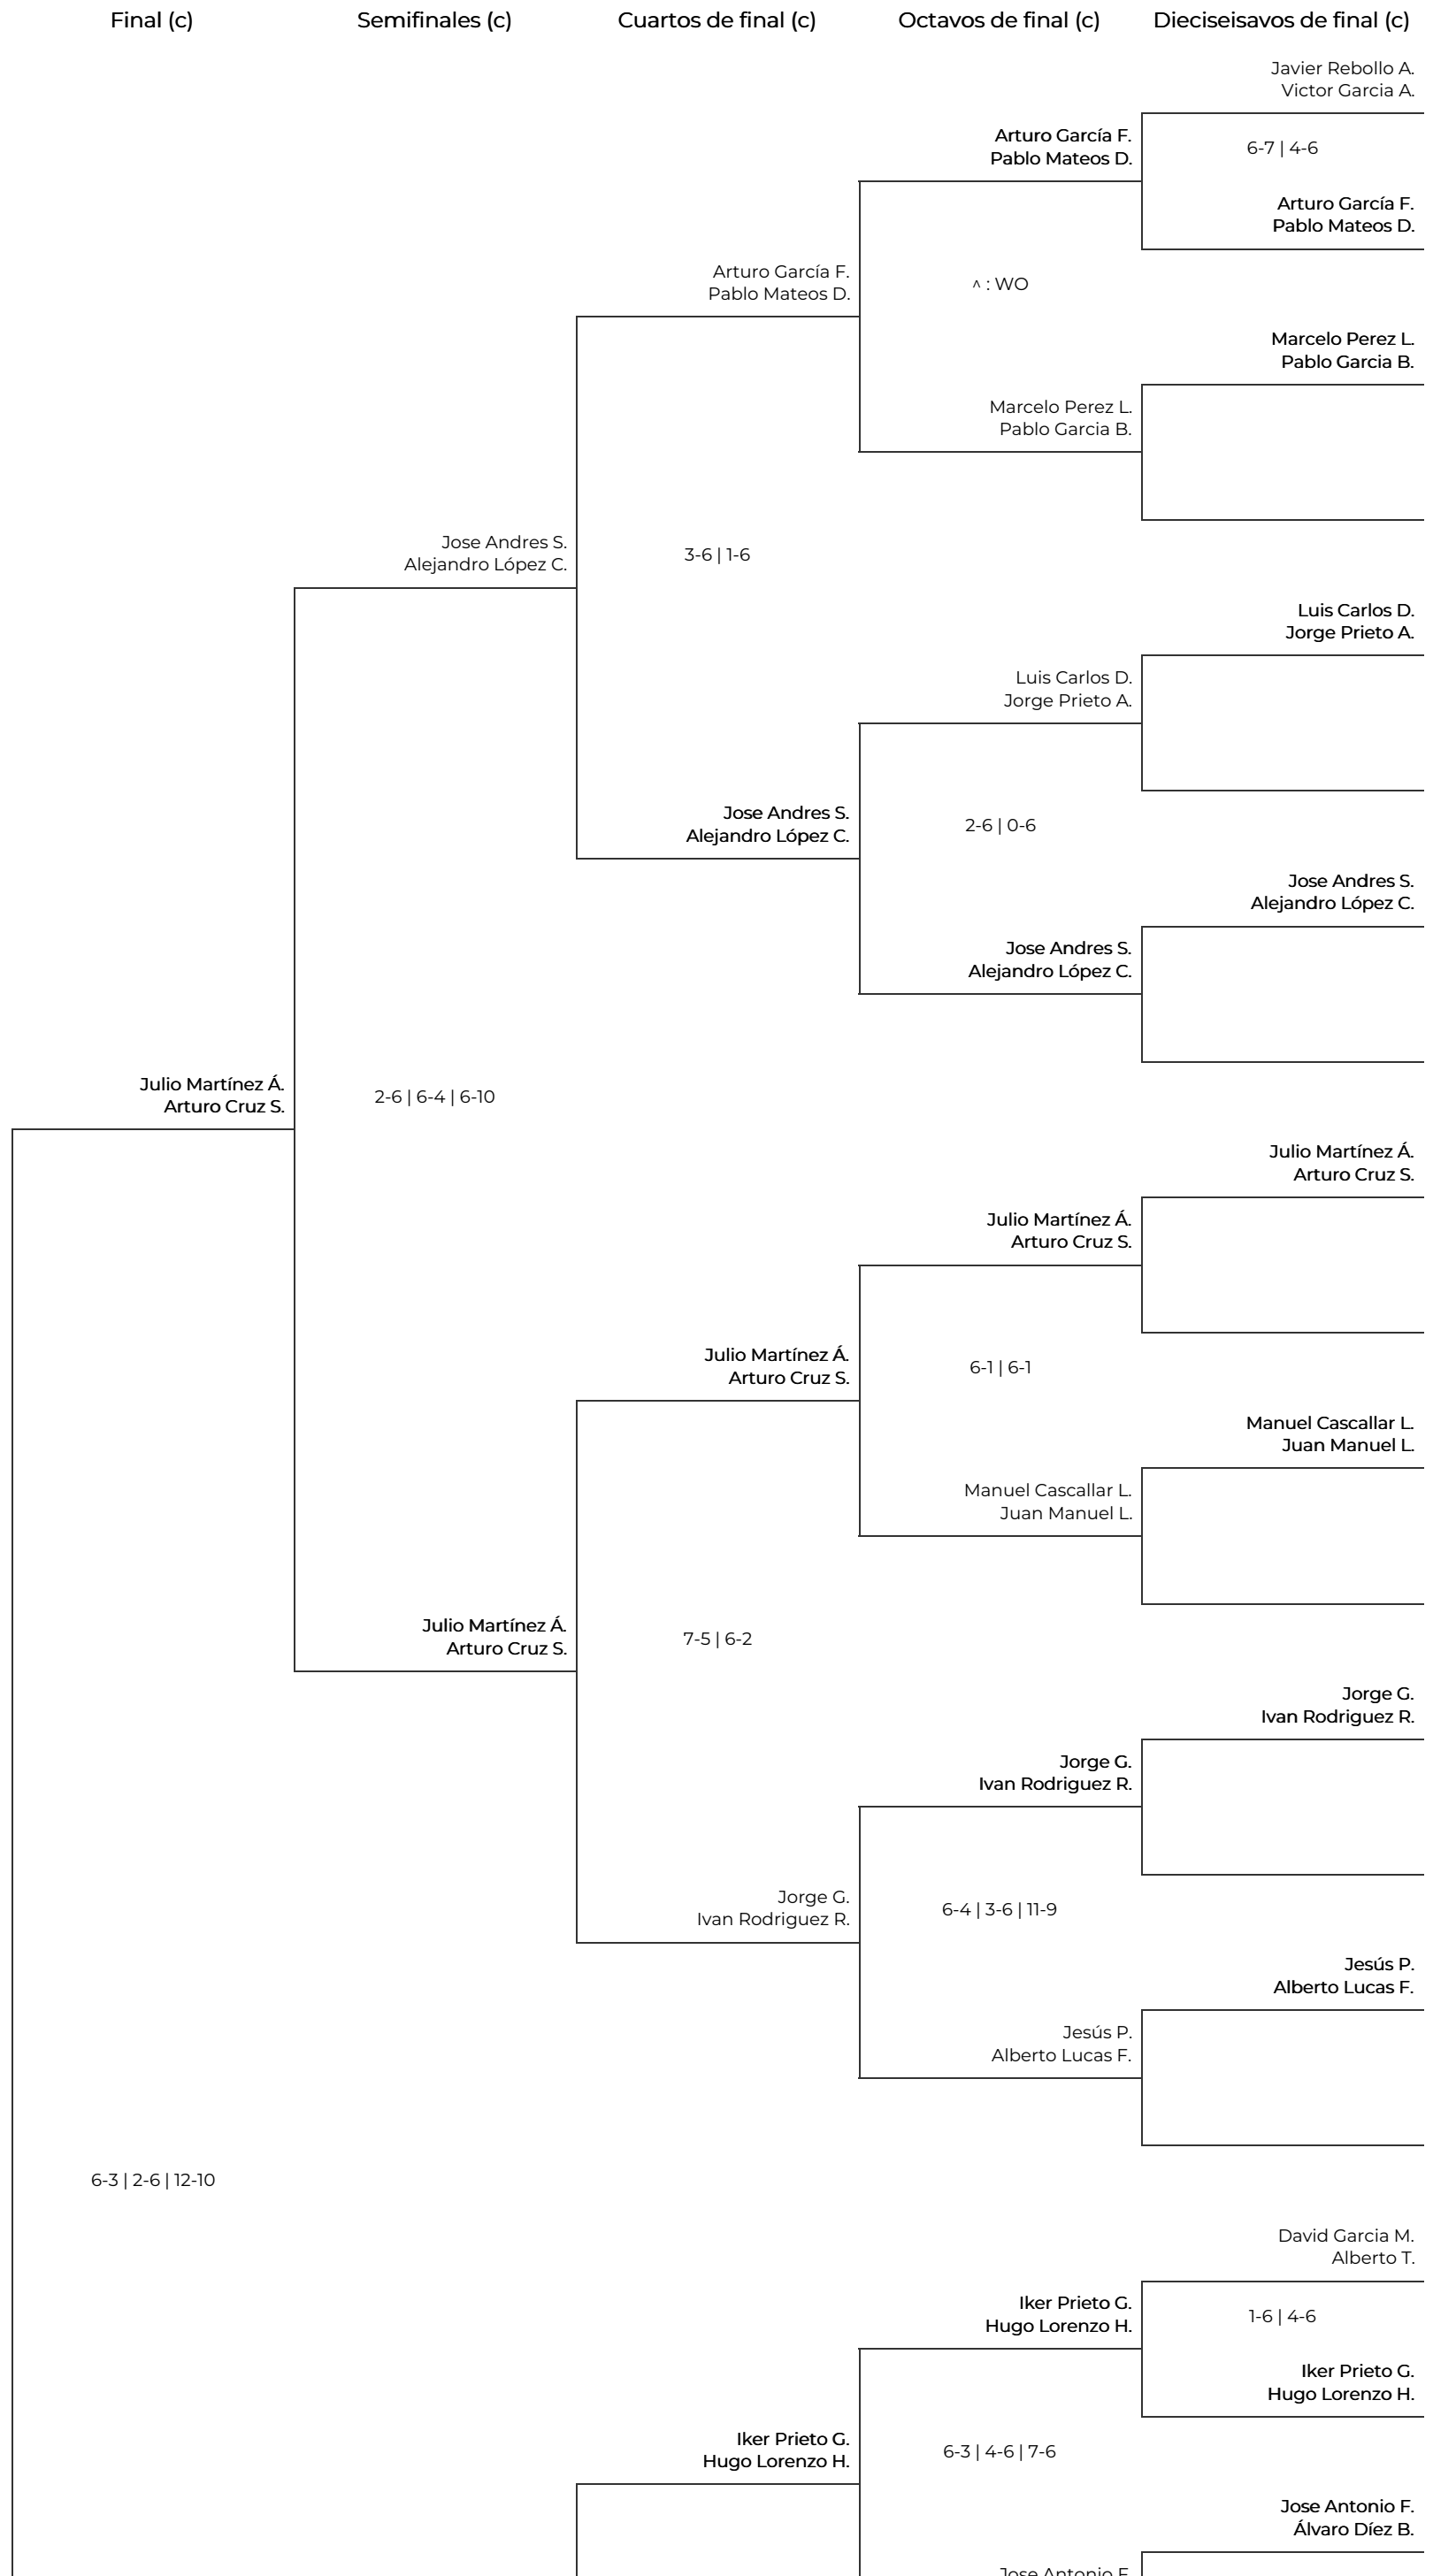 Final (c)
Semifinales (c)
Cuartos de final (c)
Octavos de final (c)
Dieciseisavos de final (c)
Javier Rebollo A.
Victor Garcia A.
Arturo García F.
Pablo Mateos D.
6-7 | 4-6
Arturo García F.
Pablo Mateos D.
Arturo García F.
Pablo Mateos D.
^ : WO
Marcelo Perez L.
Pablo Garcia B.
Marcelo Perez L.
Pablo Garcia B.
Jose Andres S.
Alejandro López C.
3-6 | 1-6
Luis Carlos D.
Jorge Prieto A.
Luis Carlos D.
Jorge Prieto A.
Jose Andres S.
Alejandro López C.
2-6 | 0-6
Jose Andres S.
Alejandro López C.
Jose Andres S.
Alejandro López C.
Julio Martínez Á.
Arturo Cruz S.
2-6 | 6-4 | 6-10
Julio Martínez Á.
Arturo Cruz S.
Julio Martínez Á.
Arturo Cruz S.
Julio Martínez Á.
Arturo Cruz S.
6-1 | 6-1
Manuel Cascallar L.
Juan Manuel L.
Manuel Cascallar L.
Juan Manuel L.
Julio Martínez Á.
Arturo Cruz S.
7-5 | 6-2
Jorge G.
Ivan Rodriguez R.
Jorge G.
Ivan Rodriguez R.
Jorge G.
Ivan Rodriguez R.
6-4 | 3-6 | 11-9
Jesús P.
Alberto Lucas F.
Jesús P.
Alberto Lucas F.
6-3 | 2-6 | 12-10
David Garcia M.
Alberto T.
Iker Prieto G.
Hugo Lorenzo H.
1-6 | 4-6
Iker Prieto G.
Hugo Lorenzo H.
Iker Prieto G.
Hugo Lorenzo H.
6-3 | 4-6 | 7-6
Jose Antonio F.
Álvaro Díez B.
Jose Antonio F.